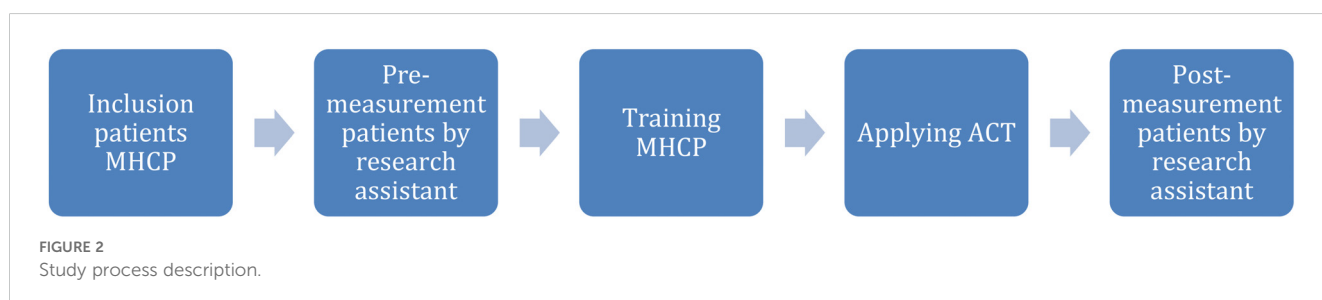 Inclusion
patients
MHCP
Pre-
measurement
patients by
research
assistant
Training
MHCP
Applying ACT
Post-
measurement
patients by
research
assistant
FIGURE 2
Study process description.